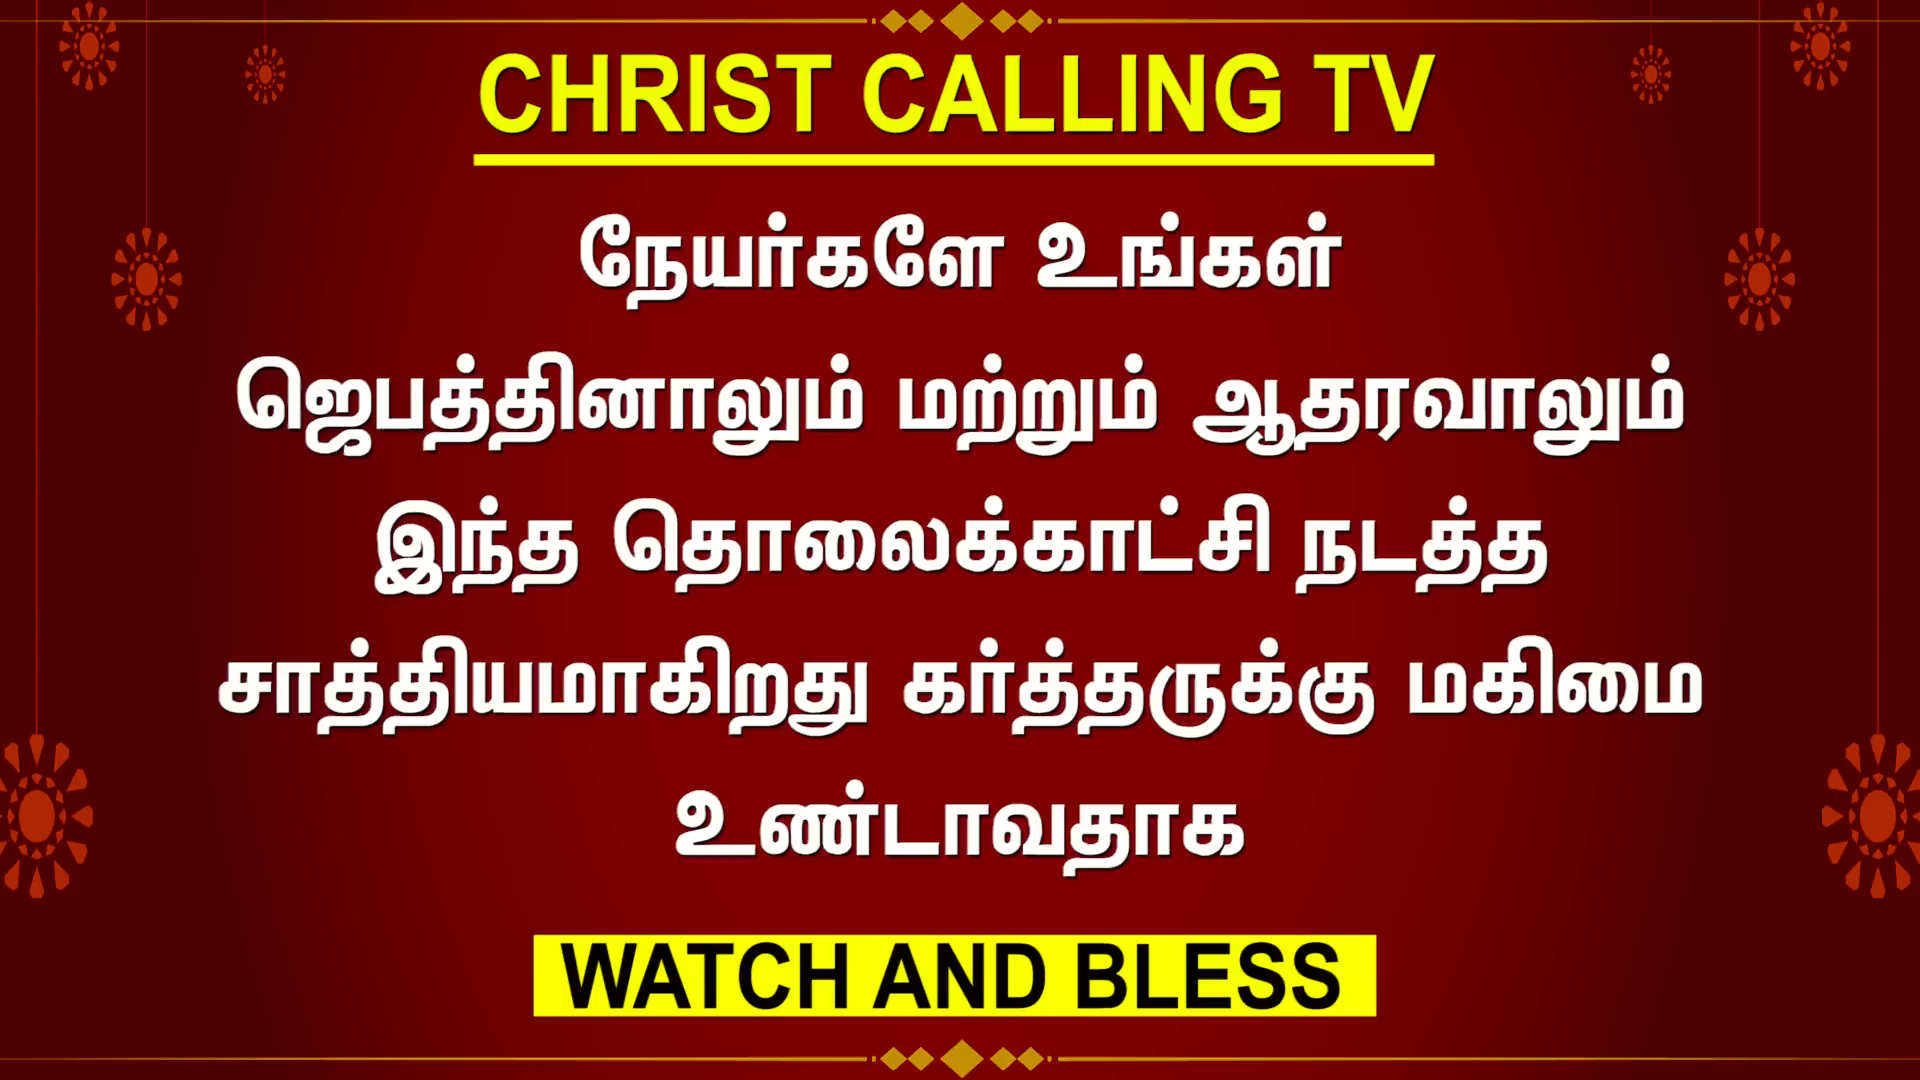 CHRIST CALLING TV
நேயர்களே உங்கள்
ஜெபத்தினாலும் மற்றும் ஆதரவாலும்
இந்த தொலைக்காட்சி நடத்த
சாத்தியமாகிறது கர்த்தருக்கு மகிமை
உண்டாவதாக
WATCH AND BLESS